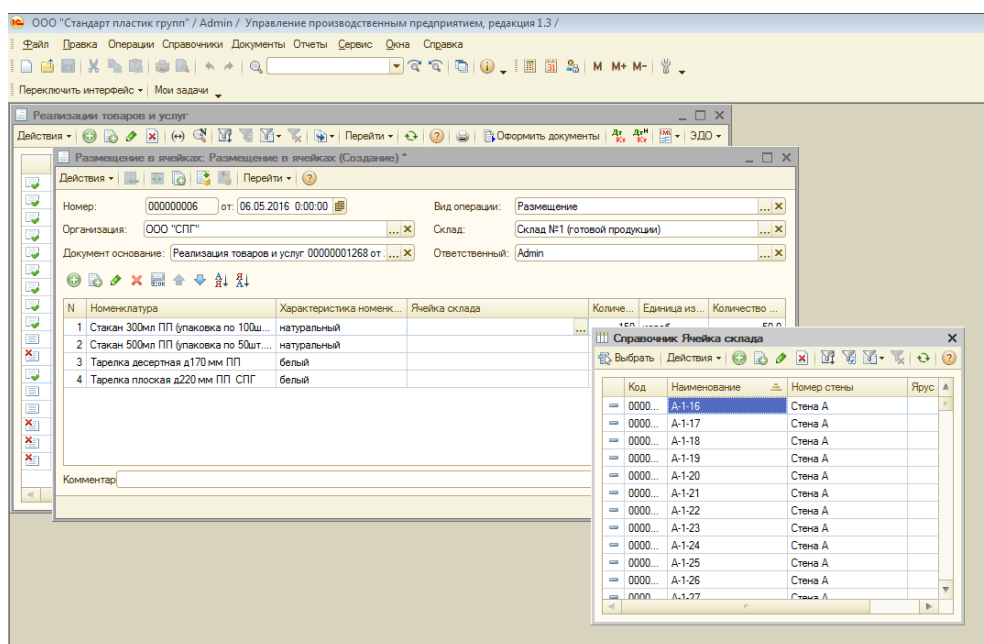 ООО "Стандарт пластик групп" / Admin / Управление производственным предприятием, редакция 1.3 /
Файл Правка Операции Справочники Документы Отчеты Сервис Окна Справка
M M+ M-
Переключить интерфейс Мои задачи
Реализации товаров и услуг
Действия Перейти Оформить документы ЭДО
Размещение в ячейках: Размещение в ячейках (Создание) *
Действия Перейти
Номер: 000000006 от: 06.05.2016 0:00:00 Вид операции: Размещение
Организация: ООО "СПГ" Склад: Склад №1 (готовой продукции)
Документ основание: Реализация товаров и услуг 00000001268 от Ответственный: Admin
N Номенклатура Характеристика номенк... Ячейка склада Количе... Единица из... Количество ...
1 Стакан 300мл ПП (упаковка по 100ш... натуральный
2 Стакан 500мл ПП (упаковка по 50шт.... натуральный
3 Тарелка десертная д170 мм ПП белый
4 Тарелка плоская д220 мм ПП СПГ белый
Комментар
Справочник Ячейка склада
Выбрать Действия
Код Наименование Номер стены Ярус
0000... А-1-16 Стена А
0000... А-1-17 Стена А
0000... А-1-18 Стена А
0000... А-1-19 Стена А
0000... А-1-20 Стена А
0000... А-1-21 Стена А
0000... А-1-22 Стена А
0000... А-1-23 Стена А
0000... А-1-24 Стена А
0000... А-1-25 Стена А
0000... А-1-26 Стена А
0000... А-1-27 Стена А